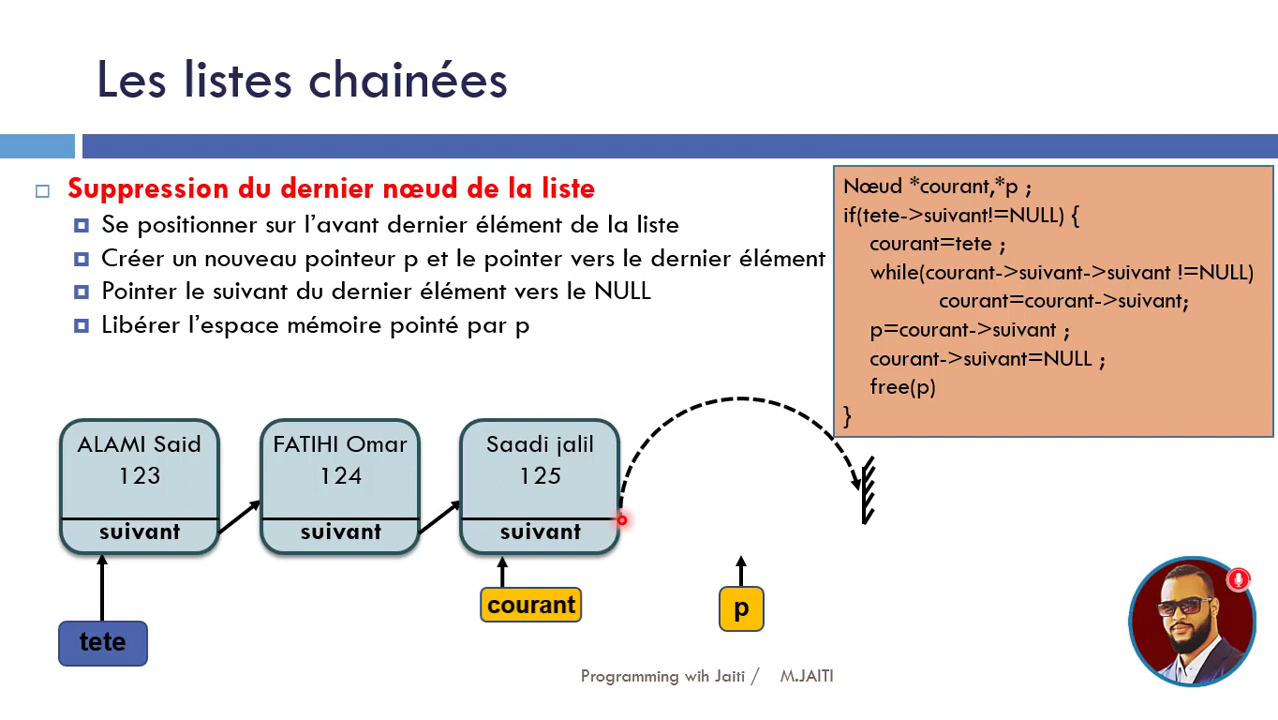 Les listes chainées
Suppression du dernier nœud de la liste
Se positionner sur l'avant dernier élément de la liste
Créer un nouveau pointeur p et le pointer vers le dernier élément
Pointer le suivant du dernier élément vers le NULL
Libérer l'espace mémoire pointé par p
Nœud *courant,*p ;
if(tete->suivant!=NULL) {
courant=tete ;
while(courant->suivant->suivant !=NULL)
courant=courant->suivant;
p=courant->suivant ;
courant->suivant=NULL ;
free(p)
}
ALAMI Said
123
suivant
FATIHI Omar
124
suivant
Saadi jalil
125
suivant
tete
courant
p
Programming wih Jaiti / M.JAITI